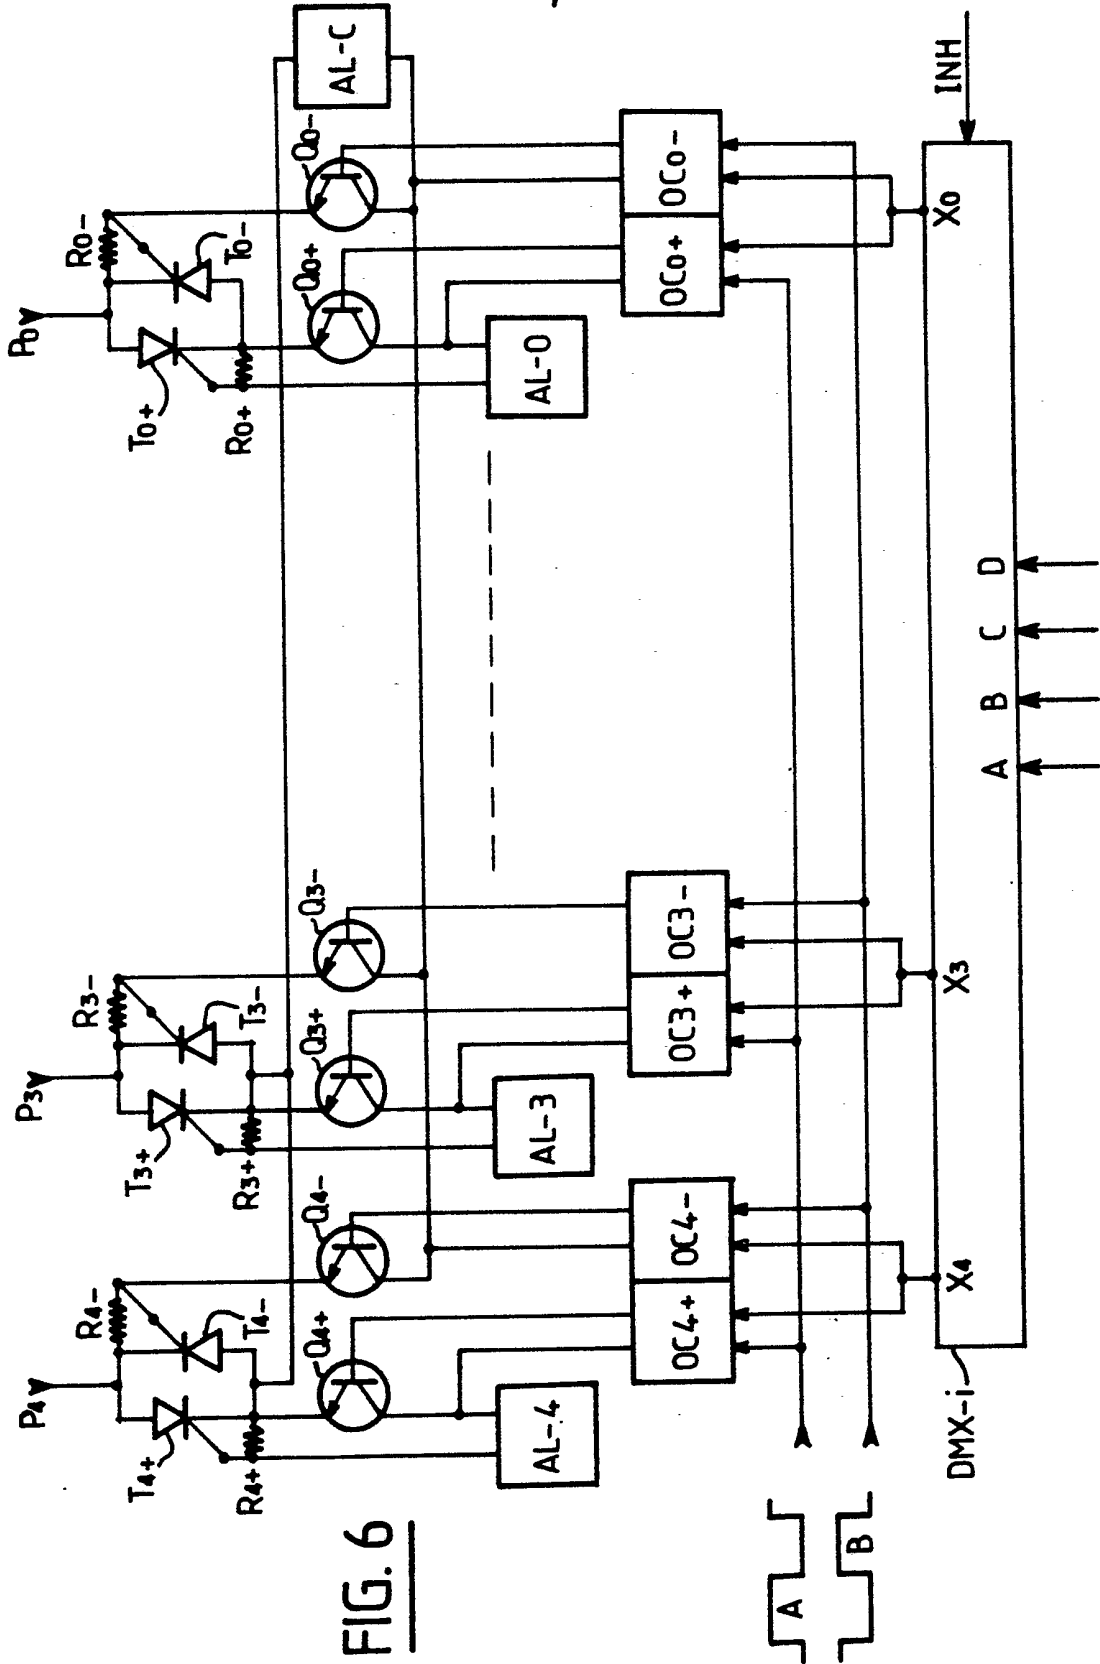 FIG. 6
P4
R4-
T4+
T4-
R4+
Q4+
Q4-
AL-4
OC4+
OC4-
P3
R3-
T3+
T3-
R3+
Q3+
Q3-
AL-3
OC3+
OC3-
P0
R0-
T0+
T0-
R0+
Q0+
Q0-
AL-0
AL-C
OC0+
OC0-
A
B
DMX-i
X4
X3
X0
A B C D
INH